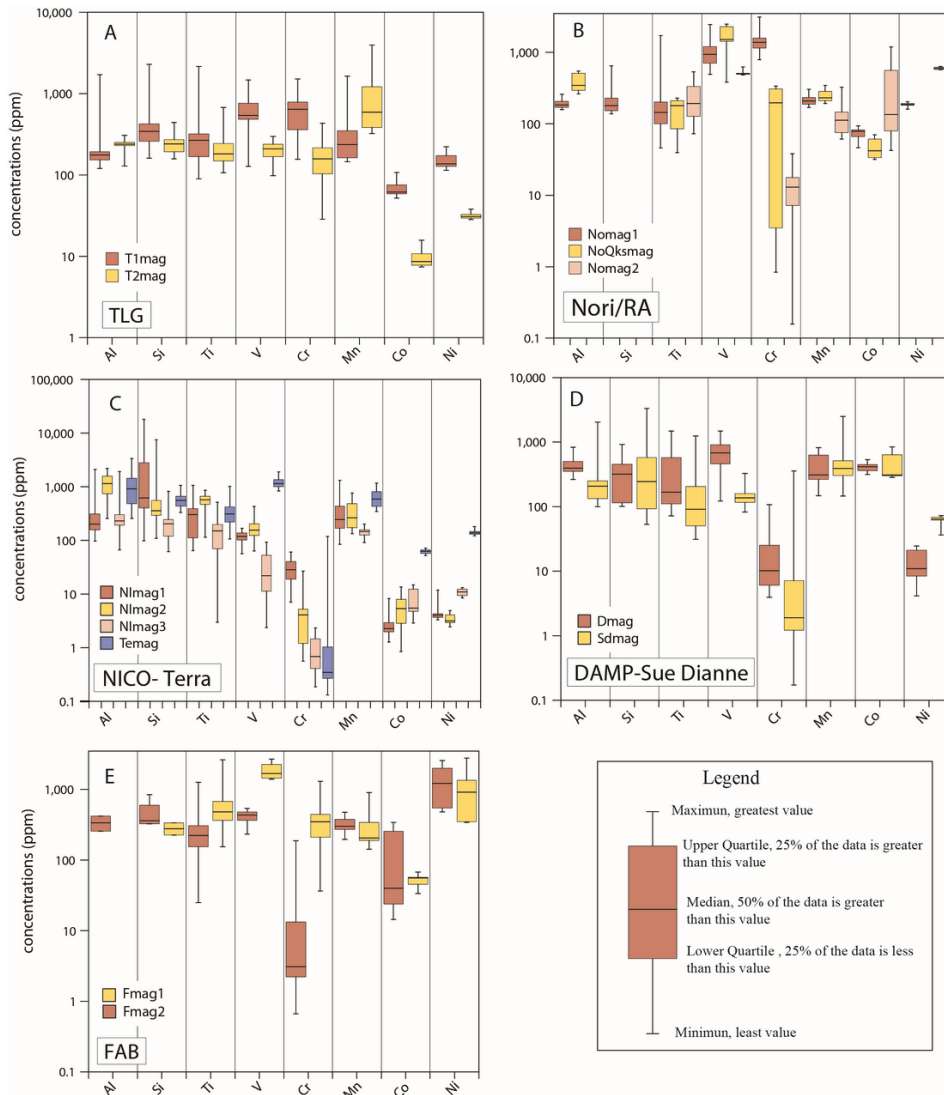 A
10,000
1,000
100
10
1
concentrations (ppm)
T1mag
T2mag
TLG
Al Si Ti V Cr Mn Co Ni
B
1,000
100
10
1
0.1
Nomag1
NoQksmag
Nomag2
Nori/RA
Al Si Ti V Cr Mn Co Ni
C
100,000
10,000
1,000
100
10
1
0.1
concentrations (ppm)
NImag1
NImag2
NImag3
Temag
NICO- Terra
Al Si Ti V Cr Mn Co Ni
D
10,000
1,000
100
10
1
0.1
Dmag
Sdmag
DAMP-Sue Dianne
Al Si Ti V Cr Mn Co Ni
E
1,000
100
10
1
0.1
concentrations (ppm)
Fmag1
Fmag2
FAB
Al Si Ti V Cr Mn Co Ni
Legend
Maximun, greatest value
Upper Quartile, 25% of the data is greater
than this value
Median, 50% of the data is greater
than this value
Lower Quartile , 25% of the data is less
than this value
Minimun, least value